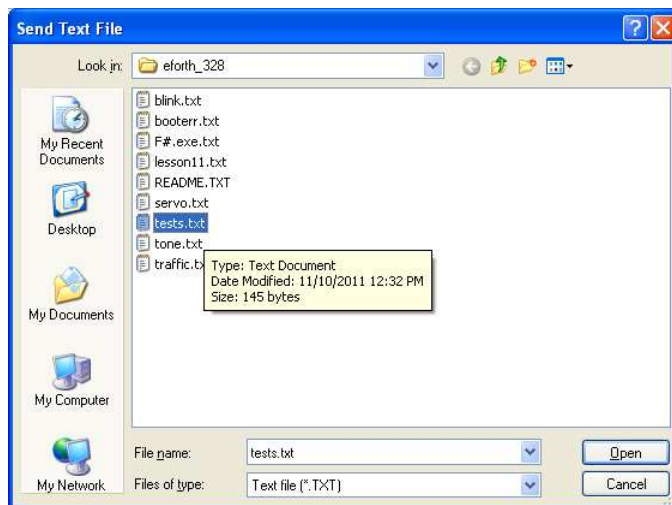 Send Text File
Look in:
eforth_328
My Recent
Documents
Desktop
My Documents
My Computer
My Network
blink.txt
booterr.txt
F#.exe.txt
lesson11.txt
README.TXT
servo.txt
tests.txt
tone.txt
traffic.tx
Type: Text Document
Date Modified: 11/10/2011 12:32 PM
Size: 145 bytes
File name:
tests.txt
Open
Files of type:
Text file (*.TXT)
Cancel